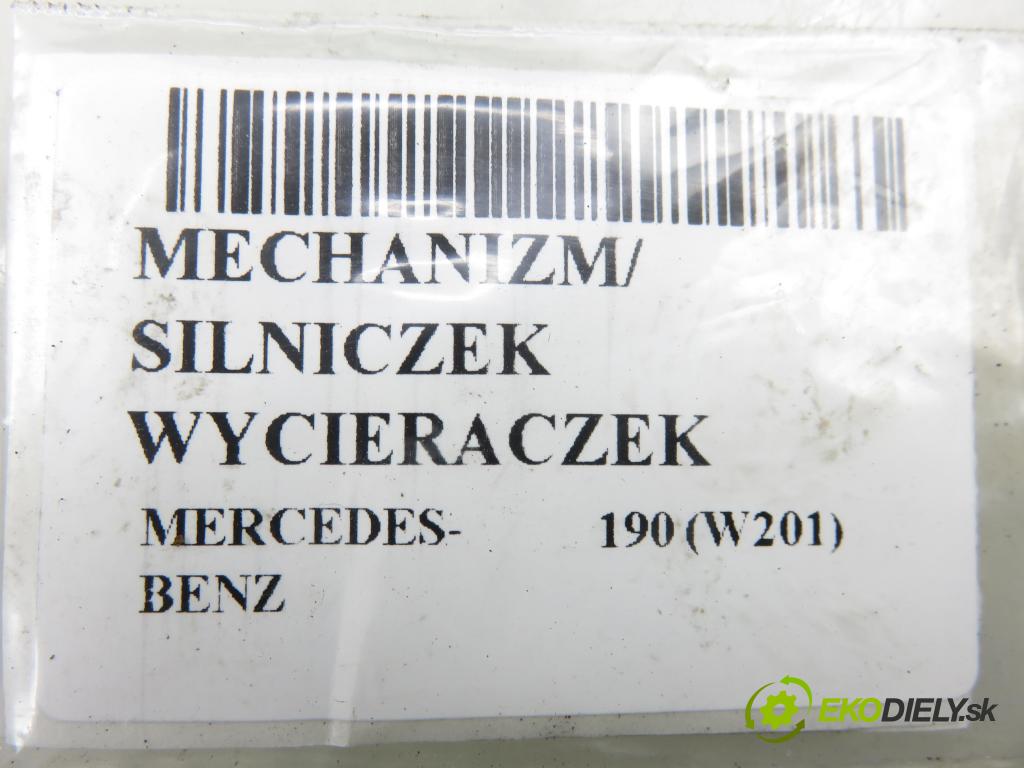 MECHANIZM/
SILNICZEK
WYCIERACZEK
MERCEDES- 190 (W201)
BENZ
EKODIELY.sk